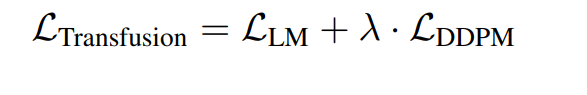 ℒ_Transfusion = ℒ_LM + λ · ℒ_DDPM